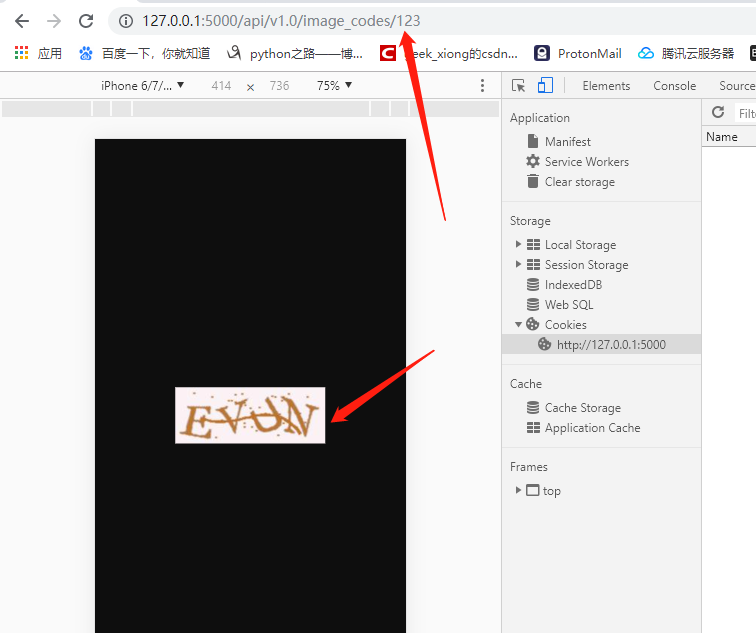 127.0.0.1:5000/api/v1.0/image_codes/123
应用 百度一下，你就知道 python之路——博... eek_xiong的csdn... ProtonMail 腾讯云服务器
iPhone 6/7/... ▼ 414 × 736 75% ▼
Elements Console Source
Application
Manifest
Service Workers
Clear storage
Filt
Name
Storage
Local Storage
Session Storage
IndexedDB
Web SQL
Cookies
http://127.0.0.1:5000
Cache
Cache Storage
Application Cache
Frames
top
EVUN